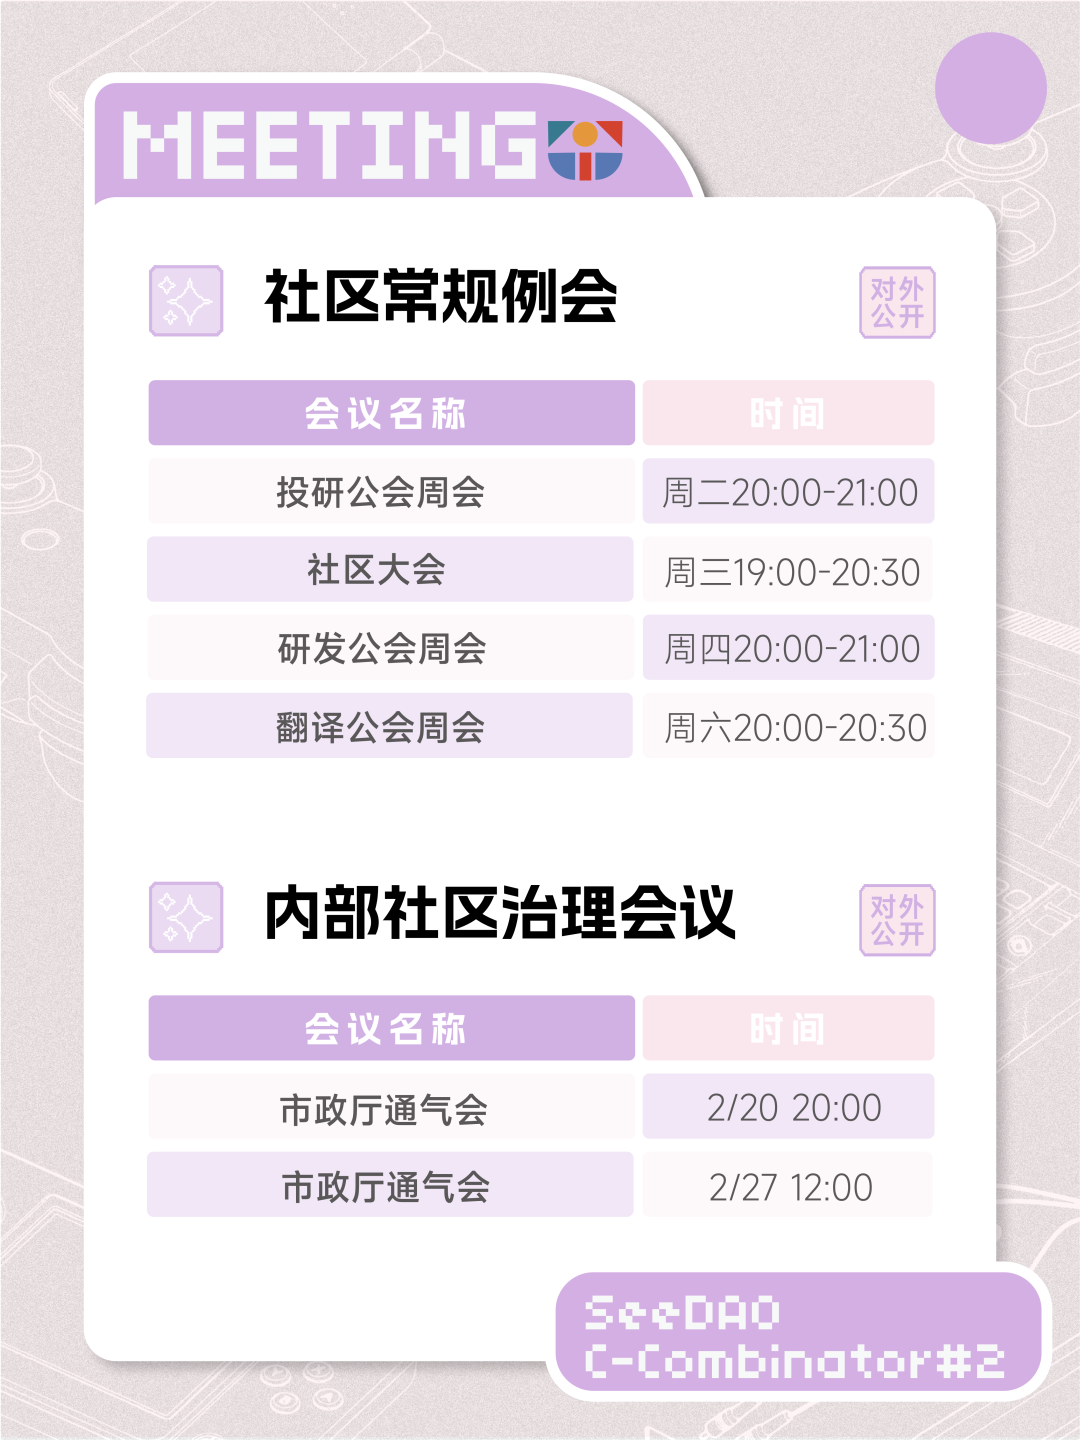 MEETING
社区常规例会
对外
公开
会议名称 时间
投研公会周会 周二20:00-21:00
社区大会 周三19:00-20:30
研发公会周会 周四20:00-21:00
翻译公会周会 周六20:00-20:30
内部社区治理会议
对外
公开
会议名称 时间
市政厅通气会 2/20 20:00
市政厅通气会 2/27 12:00
SeeDAO
C-Combinator#2